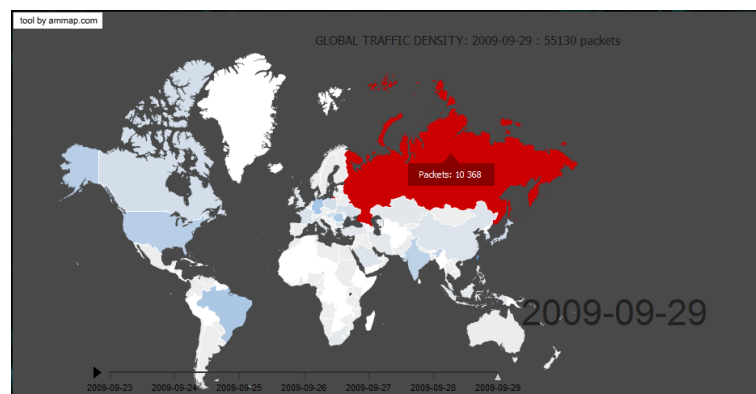 tool by ammap.com
GLOBAL TRAFFIC DENSITY: 2009-09-29 : 55130 packets
Packets: 10 368
2009-09-29
2009-09-23 2009-09-24 2009-09-25 2009-09-26 2009-09-27 2009-09-28 2009-09-29